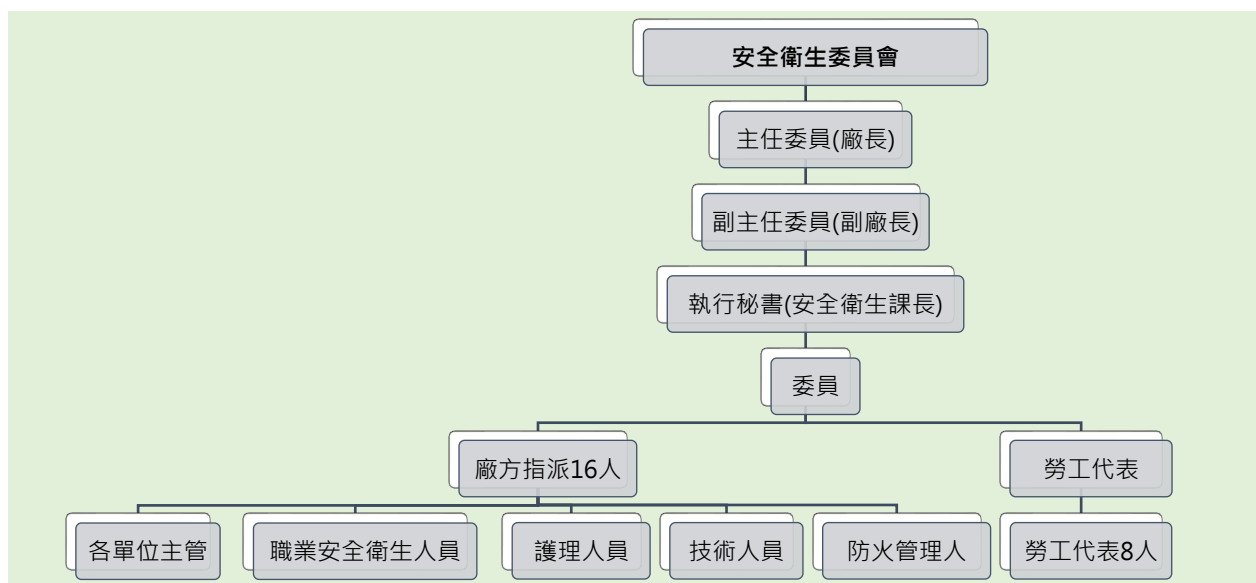 安全衛生委員會
主任委員(廠長)
副主任委員(副廠長)
執行秘書(安全衛生課長)
委員
廠方指派16人
勞工代表
各單位主管
職業安全衛生人員
護理人員
技術人員
防火管理人
勞工代表8人